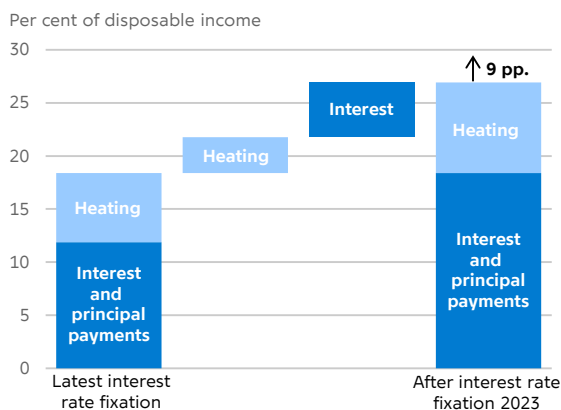 Per cent of disposable income
30
25
20
15
10
5
0
Heating
Interest
and
principal
payments
Heating
Interest
↑ 9 pp.
Heating
Interest
and
principal
payments
Latest interest
rate fixation
After interest rate
fixation 2023